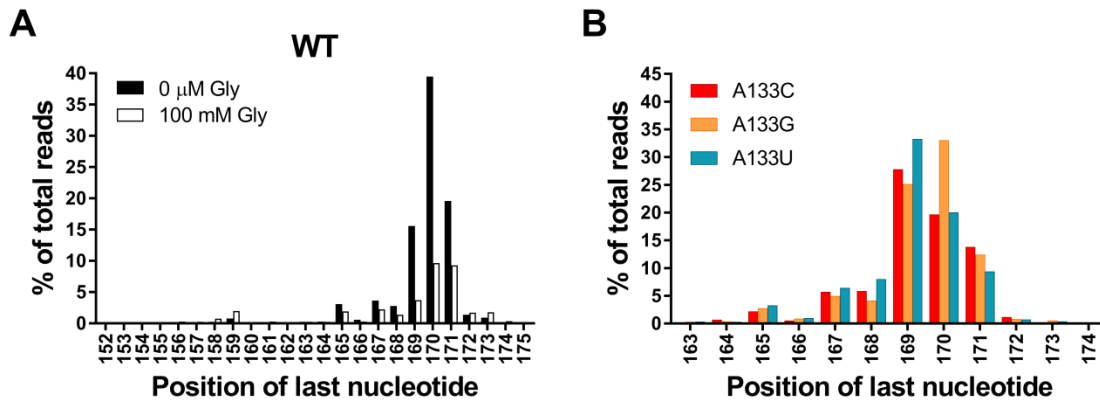 A
WT
% of total reads
40
35
30
25
20
15
10
5
0
0 μM Gly
100 mM Gly
152 153 154 155 156 157 158 159 160 161 162 163 164 165 166 167 168 169 170 171 172 173 174 175
Position of last nucleotide
B
% of total reads
45
40
35
30
25
20
15
10
5
0
A133C
A133G
A133U
163 164 165 166 167 168 169 170 171 172 173 174
Position of last nucleotide